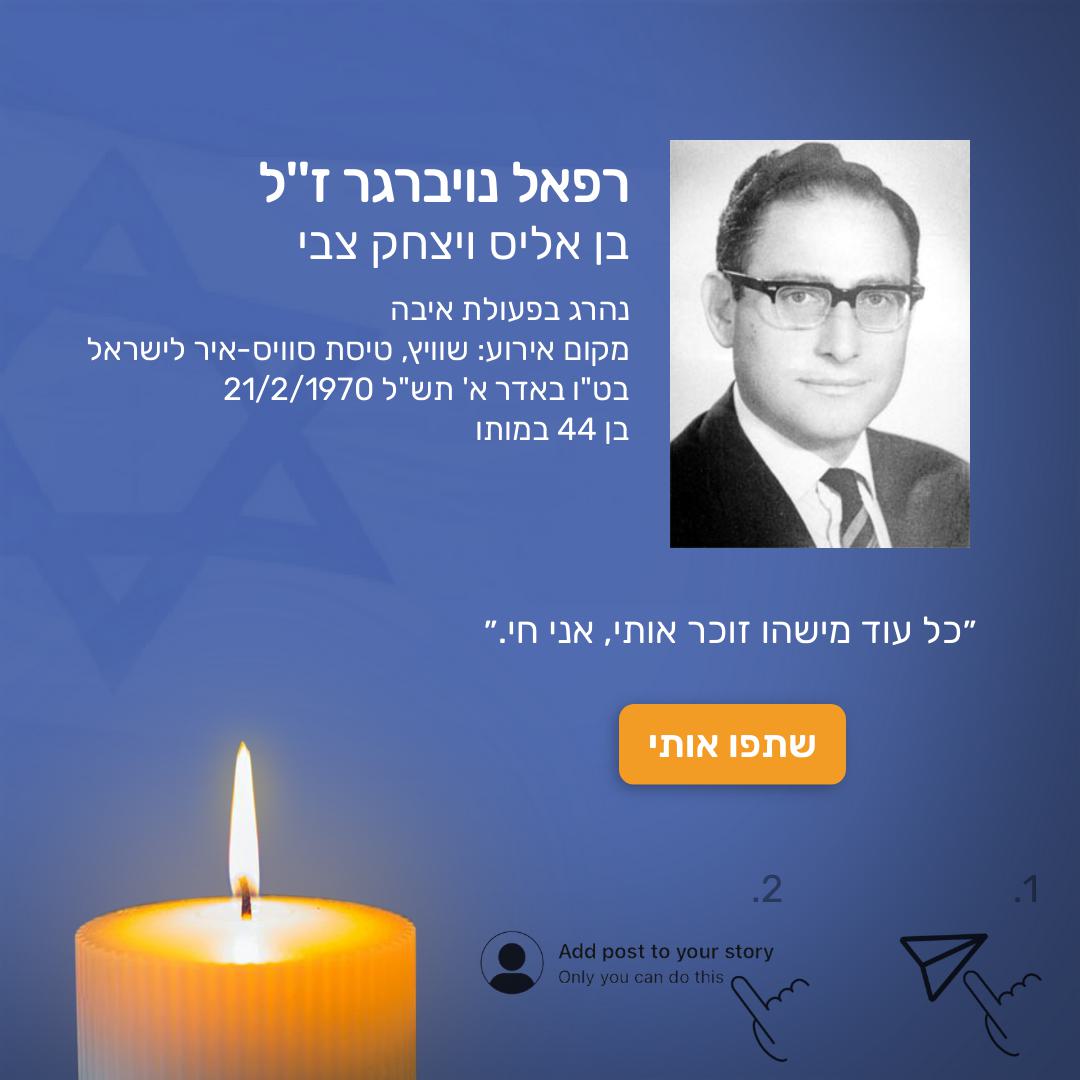 רפאל נויברגר ז"ל
בן אליס ויצחק צבי
נהרג בפעולת איבה
מקום אירוע: שוויץ, טיסת סוויס-איר לישראל
בט"ו באדר א' תש"ל 21/2/1970
בן 44 במותו
״כל עוד מישהו זוכר אותי, אני חי.״
שתפו אותי
1.
2.
Add post to your story
Only you can do this